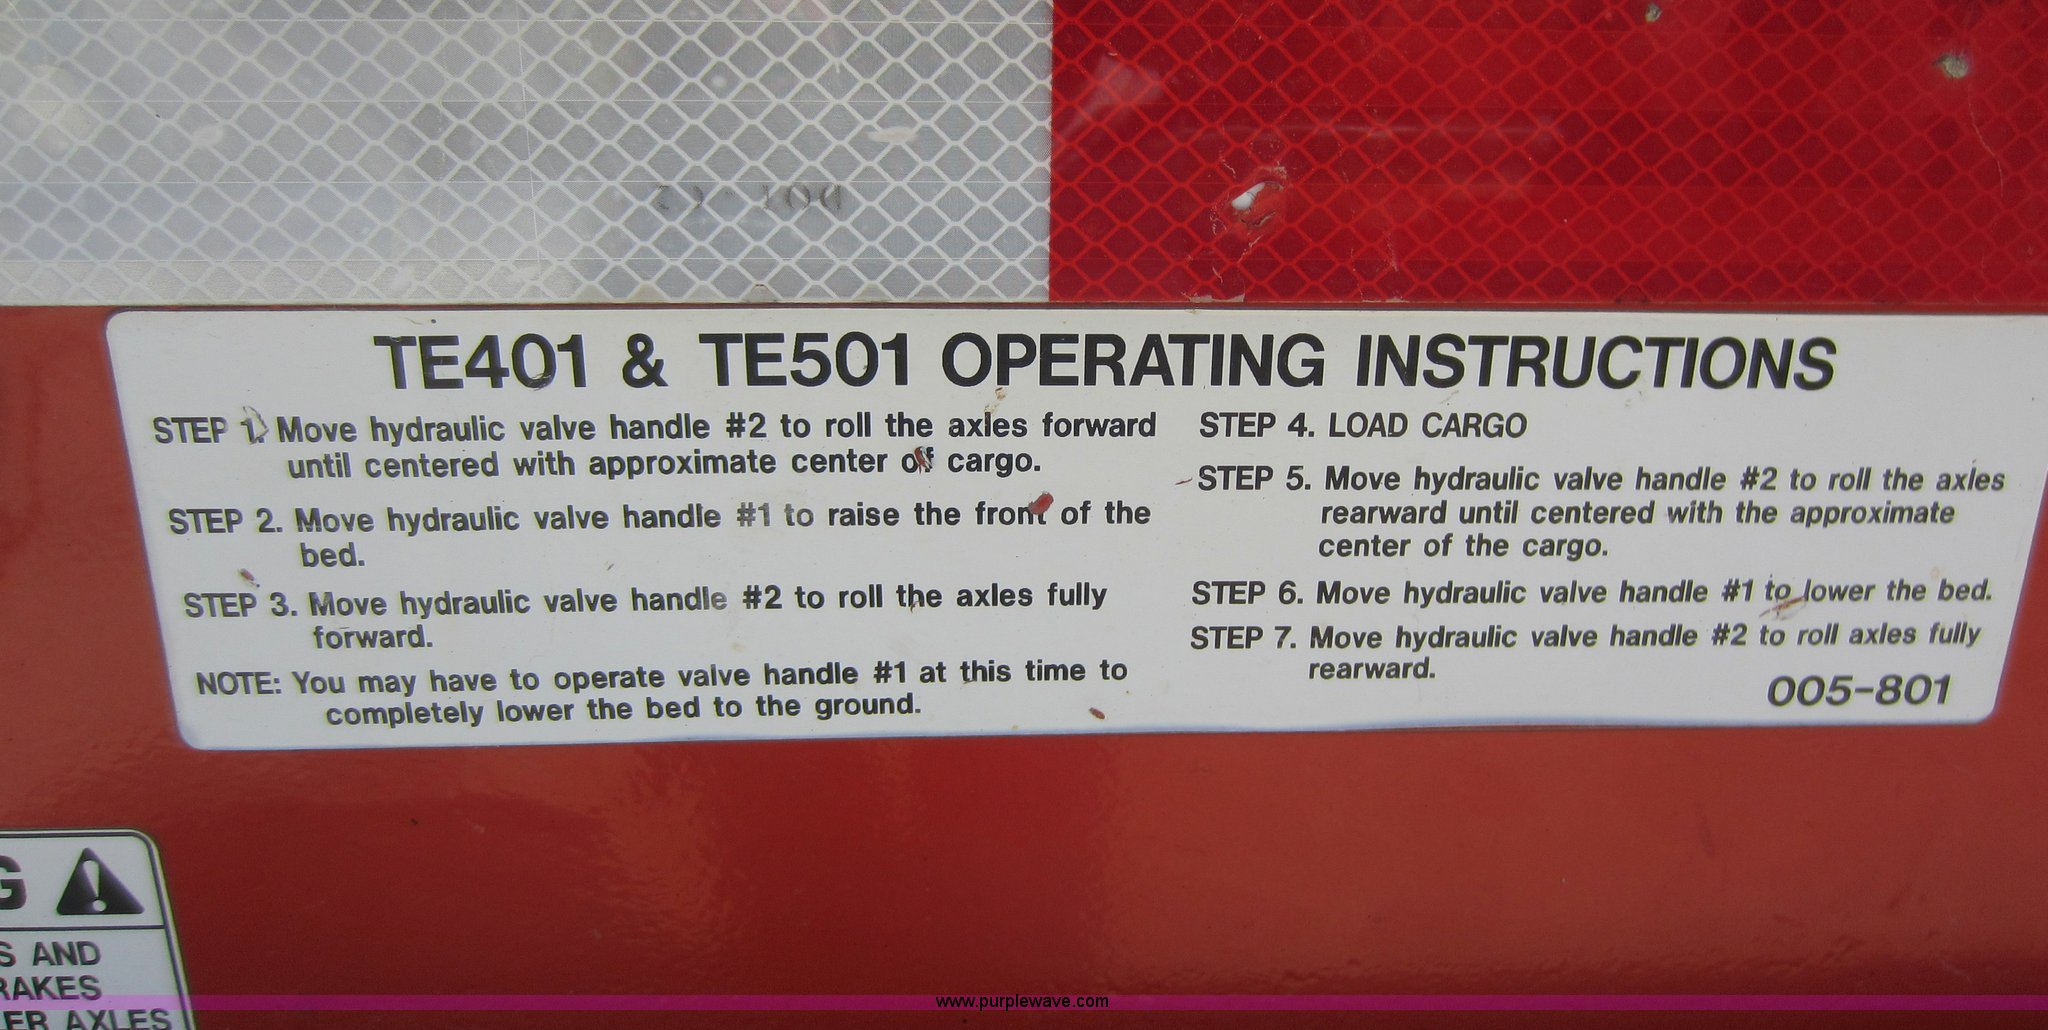 TE401 & TE501 OPERATING INSTRUCTIONS
STEP 1. Move hydraulic valve handle #2 to roll the axles forward
until centered with approximate center of cargo.
STEP 2. Move hydraulic valve handle #1 to raise the front of the
bed.
STEP 3. Move hydraulic valve handle #2 to roll the axles fully
forward.
NOTE: You may have to operate valve handle #1 at this time to
completely lower the bed to the ground.
STEP 4. LOAD CARGO
STEP 5. Move hydraulic valve handle #2 to roll the axles
rearward until centered with the approximate
center of the cargo.
STEP 6. Move hydraulic valve handle #1 to lower the bed.
STEP 7. Move hydraulic valve handle #2 to roll axles fully
rearward.
005-801
AND
AXLES
www.purplewave.com